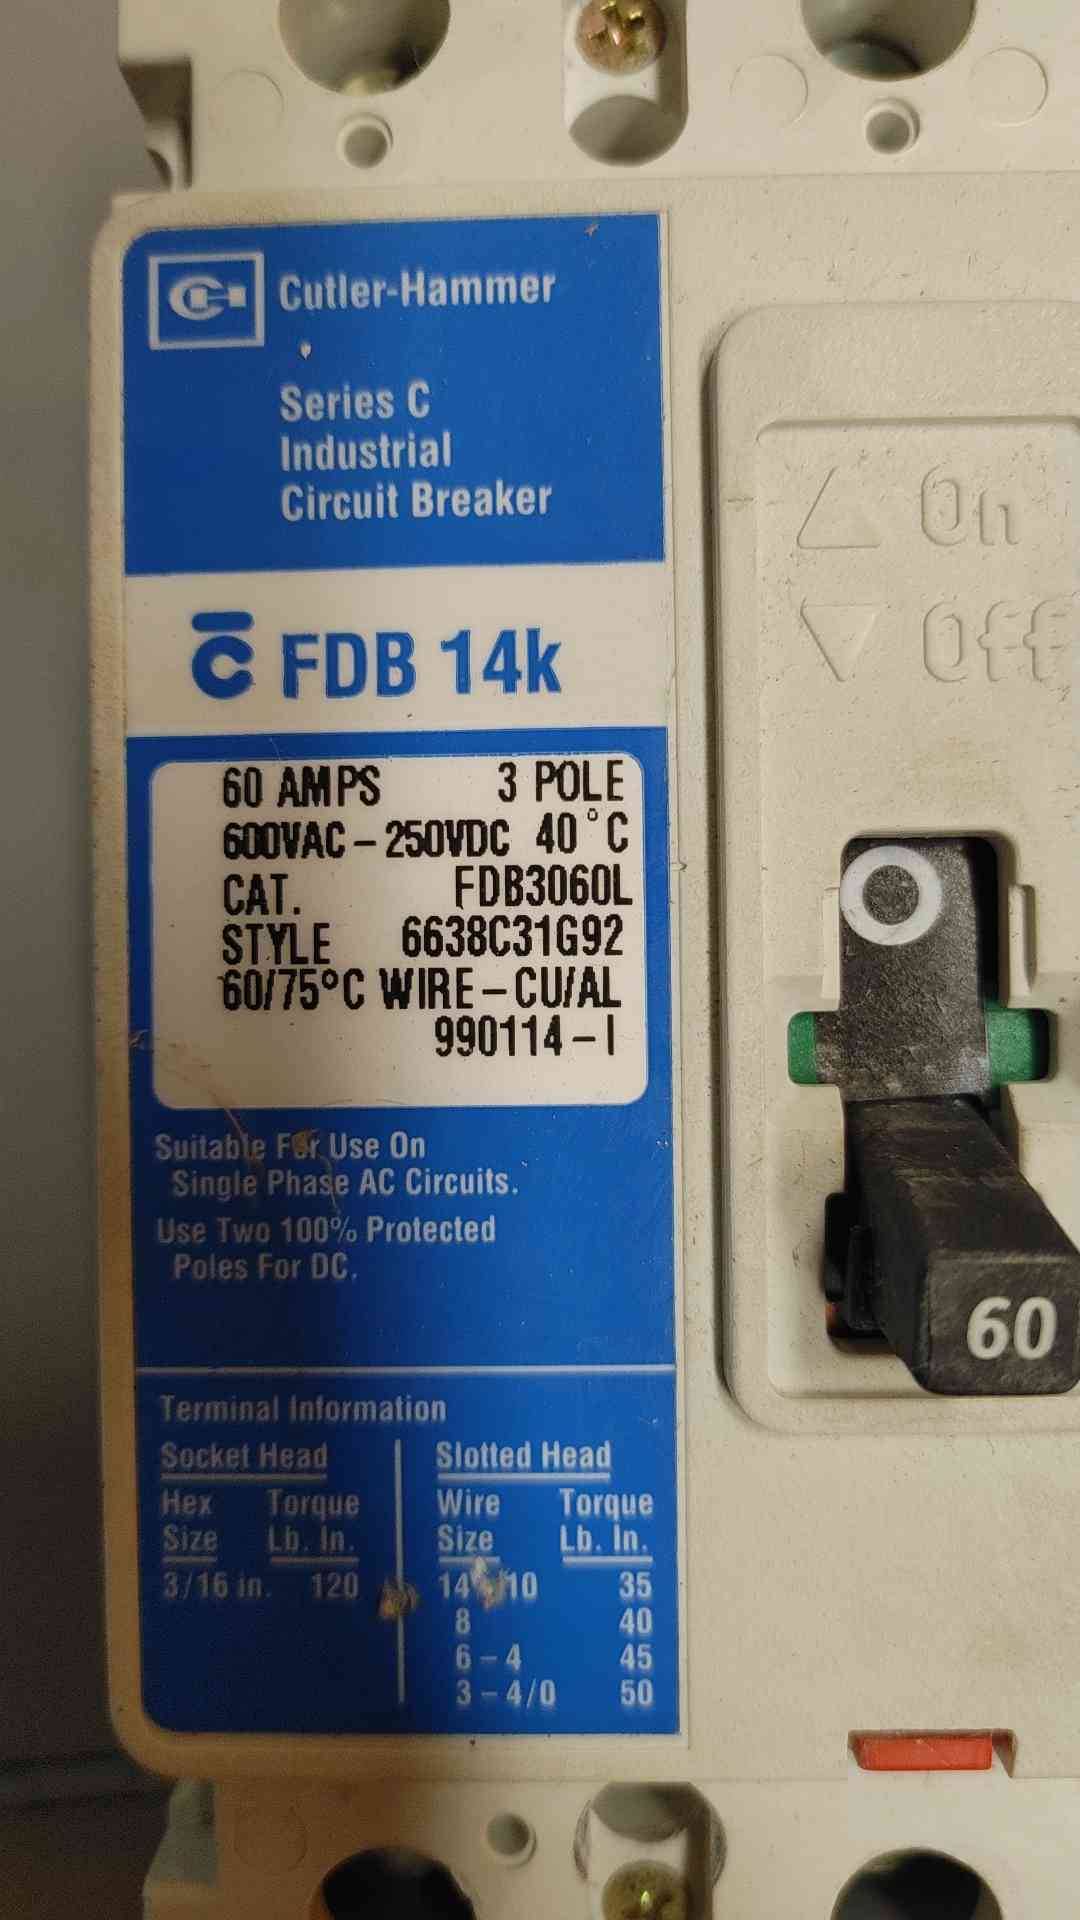 Cutler-Hammer
Series C
Industrial
Circuit Breaker
FDB 14k
60 AMPS 3 POLE
600VAC – 250VDC 40°C
CAT. FDB3060L
STYLE 6638C31G92
60/75°C WIRE – CU/AL
990114 – I
Suitable For Use On
Single Phase AC Circuits.
Use Two 100% Protected
Poles For DC.
Terminal Information
Socket Head
Hex Torque
Size Lb. In.
3/16 in. 120
Slotted Head
Wire Torque
Size Lb. In.
14 – 10 35
8 40
6 – 4 45
3 – 4/0 50
On
Off
60